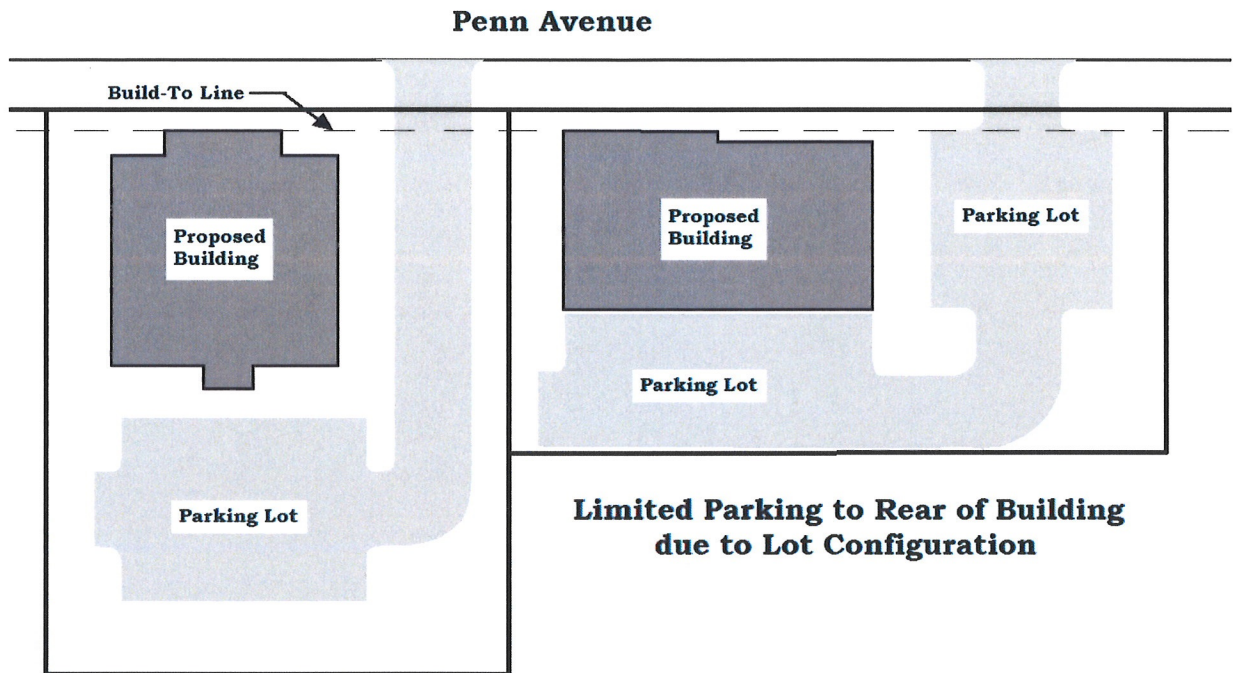 Penn Avenue
Build-To Line
Proposed
Building
Proposed
Building
Parking Lot
Parking Lot
Parking Lot
Limited Parking to Rear of Building
due to Lot Configuration